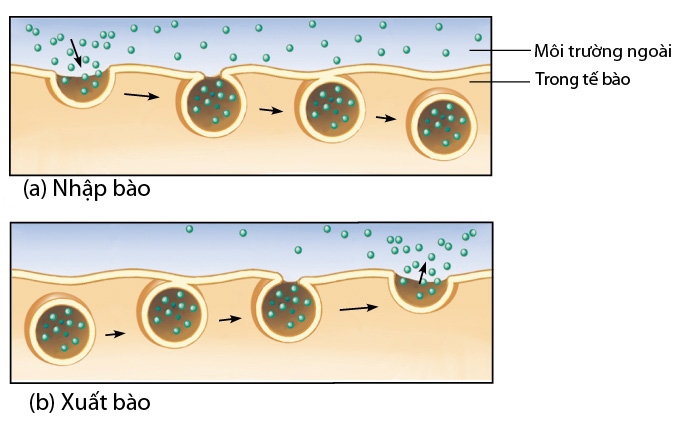 Môi trường ngoài
Trong tế bào
(a) Nhập bào
(b) Xuất bào